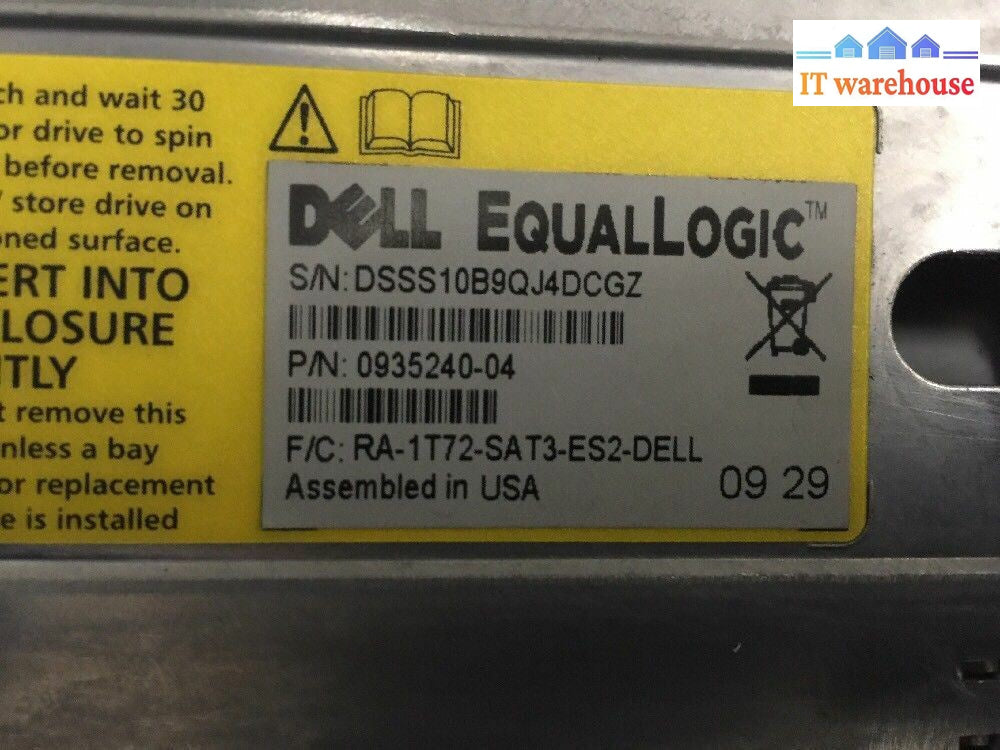 IT warehouse
ch and wait 30
or drive to spin
before removal.
store drive on
oned surface.
ERT INTO
LOSURE
TLY
t remove this
nless a bay
or replacement
e is installed
DELL EQUALLOGIC™
S/N: DSSS10B9QJ4DCGZ
P/N: 0935240-04
F/C: RA-1T72-SAT3-ES2-DELL
Assembled in USA
09 29